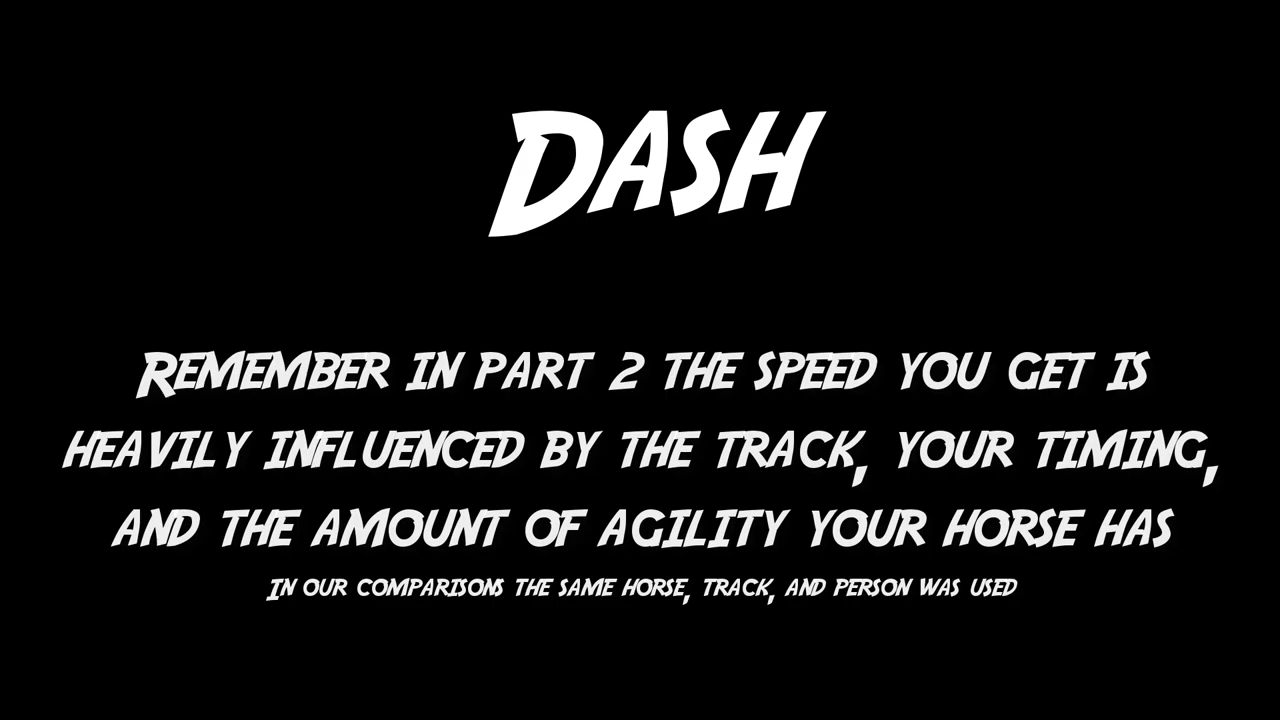 Dash
Remember in part 2 the speed you get is
heavily influenced by the track, your timing,
and the amount of agility your horse has
In our comparisons the same horse, track, and person was used